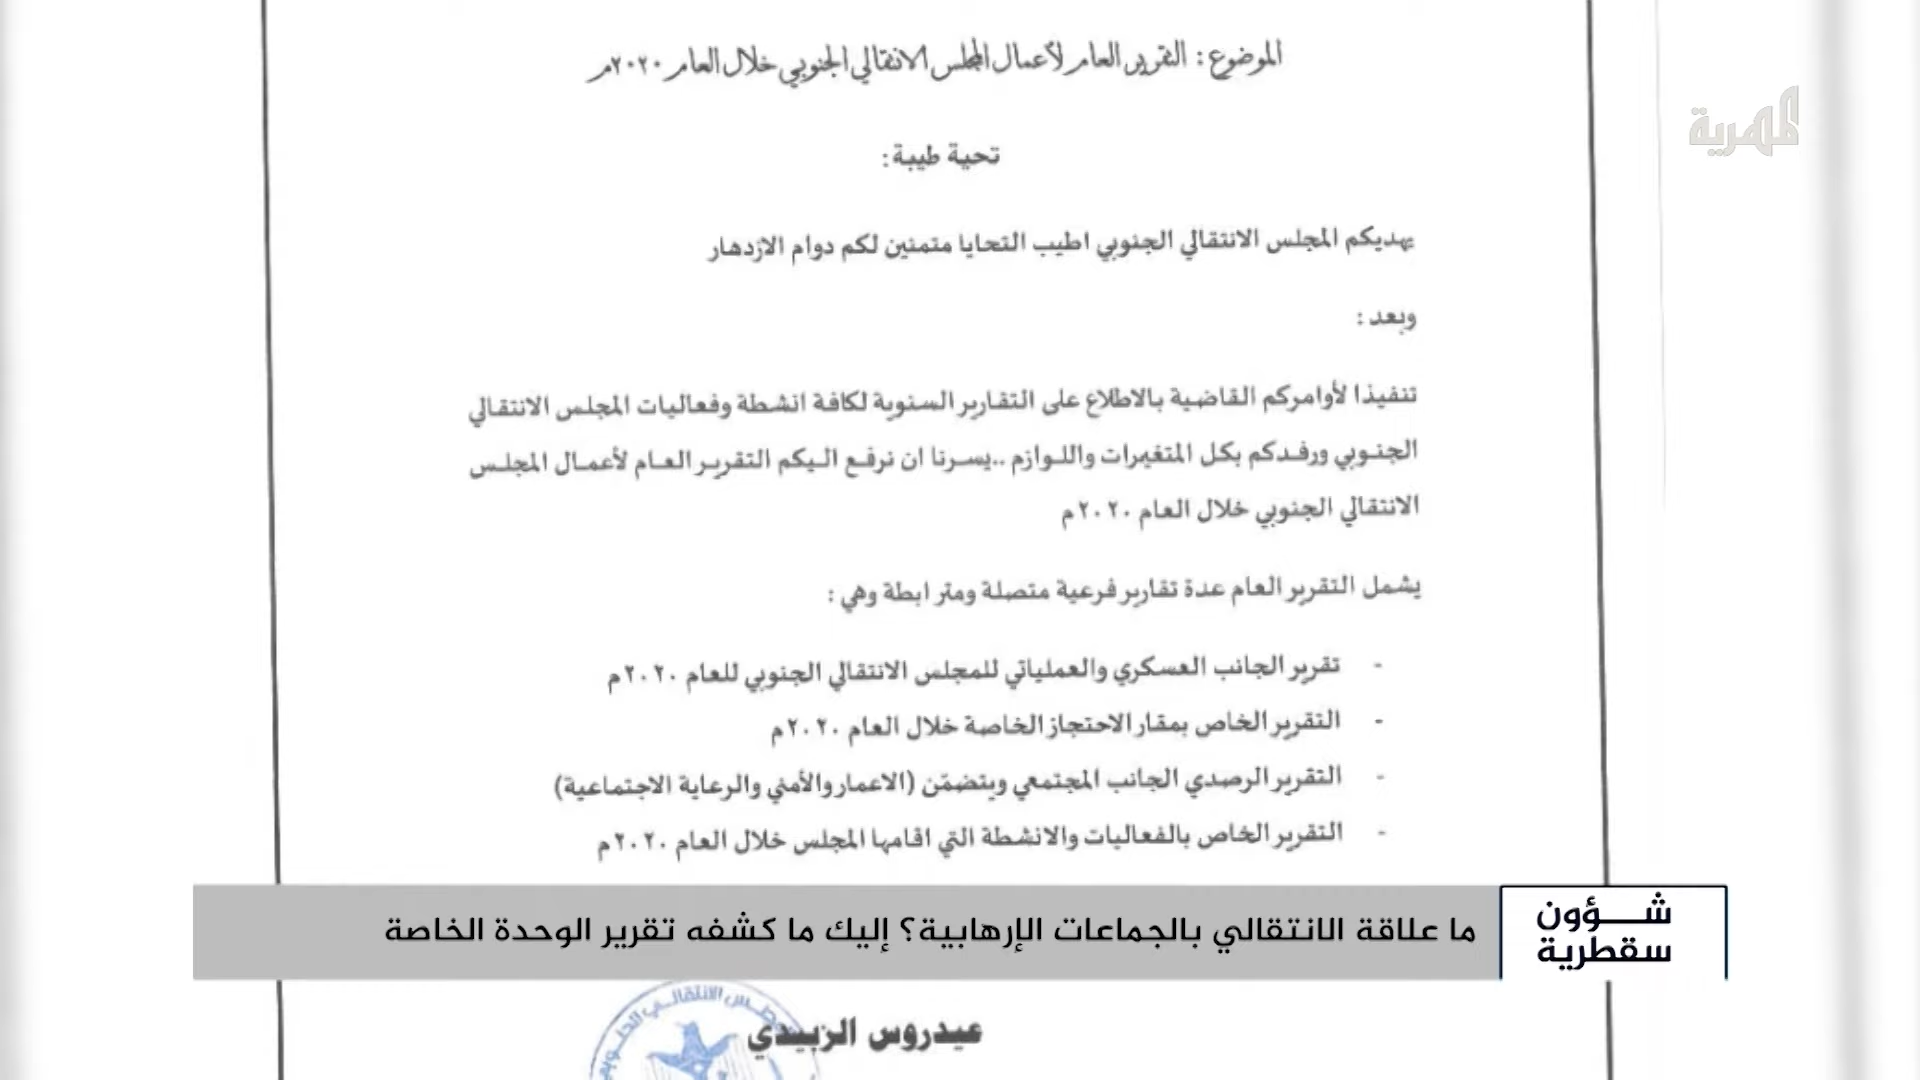 الموضوع : التقرير العام لأعمال المجلس الانتقالي الجنوبي خلال العام ٢٠٢٠م
المهرية
تحية طيبة :
يهديكم المجلس الانتقالي الجنوبي اطيب التحايا متمنين لكم دوام الازدهار
وبعد :
تنفيذا لأوامركم القاضية بالاطلاع على التقارير السنوية لكافة انشطة وفعاليات المجلس الانتقالي
الجنوبي ورفدكم بكل المتغيرات واللوازم ..يسرنا ان نرفع اليكم التقرير العام لأعمال المجلس
الانتقالي الجنوبي خلال العام ٢٠٢٠م
يشمل التقرير العام عدة تقارير فرعية متصلة ومترابطة وهي :
- تقرير الجانب العسكري والعملياتي للمجلس الانتقالي الجنوبي للعام ٢٠٢٠م
- التقرير الخاص بمقار الاحتجاز الخاصة خلال العام ٢٠٢٠م
- التقرير الرصدي الجانب المجتمعي ويتضمّن (الاعمار والأمني والرعاية الاجتماعية)
- التقرير الخاص بالفعاليات والانشطة التي اقامها المجلس خلال العام ٢٠٢٠م
شـؤون
سقطرية
ما علاقة الانتقالي بالجماعات الإرهابية؟ إليك ما كشفه تقرير الوحدة الخاصة
عيدروس الزبيدي